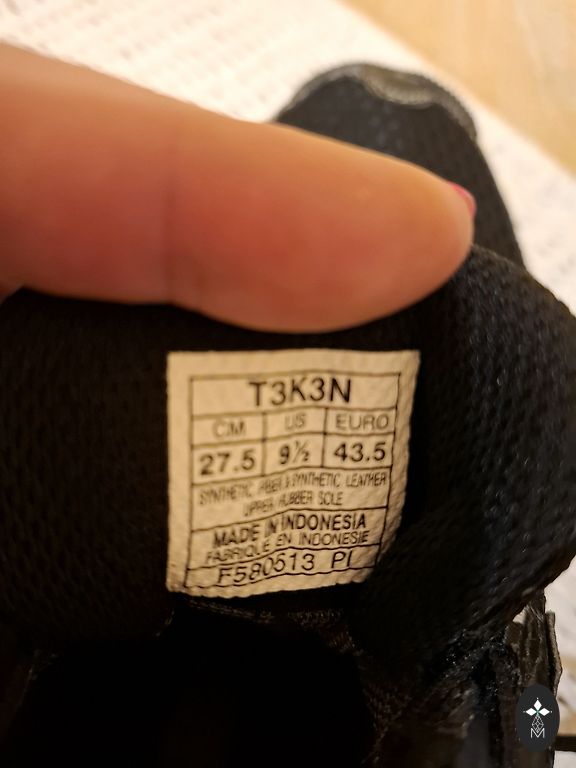 T3K3N
CM US EURO
27.5 9½ 43.5
SYNTHETIC FIBER & SYNTHETIC LEATHER
UPPER RUBBER SOLE
MADE IN INDONESIA
FABRIQUE EN INDONESIE
F580513 PI
M